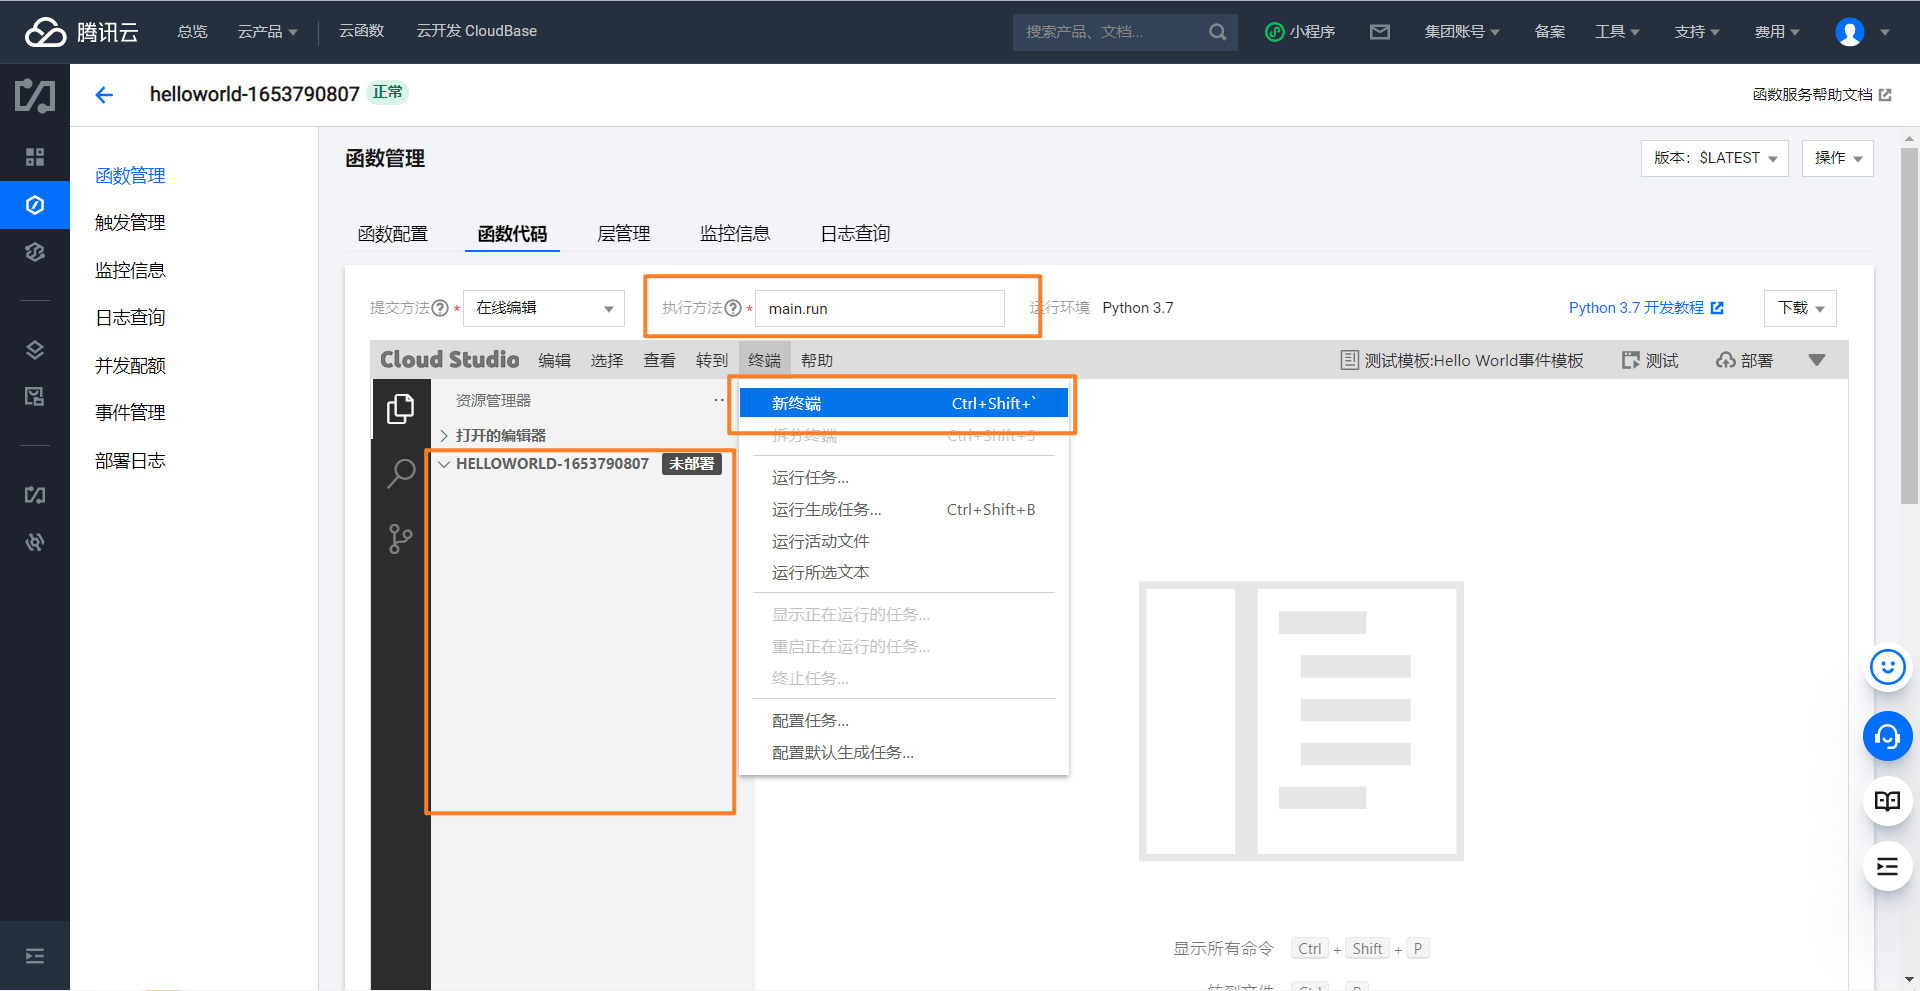 腾讯云
总览
云产品
云函数
云开发 CloudBase
搜索产品、文档...
小程序
集团账号
备案
工具
支持
费用
helloworld-1653790807
正常
函数服务帮助文档
函数管理
触发管理
监控信息
日志查询
并发配额
事件管理
部署日志
函数管理
版本：$LATEST
操作
函数配置
函数代码
层管理
监控信息
日志查询
提交方法 *
在线编辑
执行方法 *
main.run
运行环境
Python 3.7
Python 3.7 开发教程
下载
Cloud Studio
编辑
选择
查看
转到
终端
帮助
测试模板:Hello World事件模板
测试
部署
资源管理器
打开的编辑器
HELLOWORLD-1653790807
未部署
新终端 Ctrl+Shift+`
拆分终端 Ctrl+Shift+5
运行任务...
运行生成任务... Ctrl+Shift+B
运行活动文件
运行所选文本
显示正在运行的任务...
重启正在运行的任务...
终止任务...
配置任务...
配置默认生成任务...
显示所有命令 Ctrl + Shift + P
转到文件 Ctrl + P